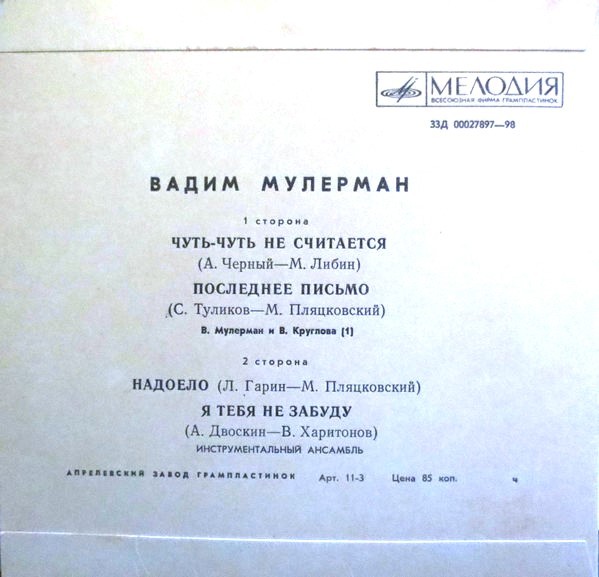 МЕЛОДИЯ
ВСЕСОЮЗНАЯ ФИРМА ГРАМПЛАСТИНОК
33Д 00027897—98
ВАДИМ МУЛЕРМАН
1 сторона
ЧУТЬ-ЧУТЬ НЕ СЧИТАЕТСЯ
(А. Черный—М. Либин)
ПОСЛЕДНЕЕ ПИСЬМО
(С. Туликов—М. Пляцковский)
В. Мулерман и В. Круглова (1)
2 сторона
НАДОЕЛО (Л. Гарин—М. Пляцковский)
Я ТЕБЯ НЕ ЗАБУДУ
(А. Двоскин—В. Харитонов)
ИНСТРУМЕНТАЛЬНЫЙ АНСАМБЛЬ
АПРЕЛЕВСКИЙ ЗАВОД ГРАМПЛАСТИНОК Арт. 11-3 Цена 85 коп. ч